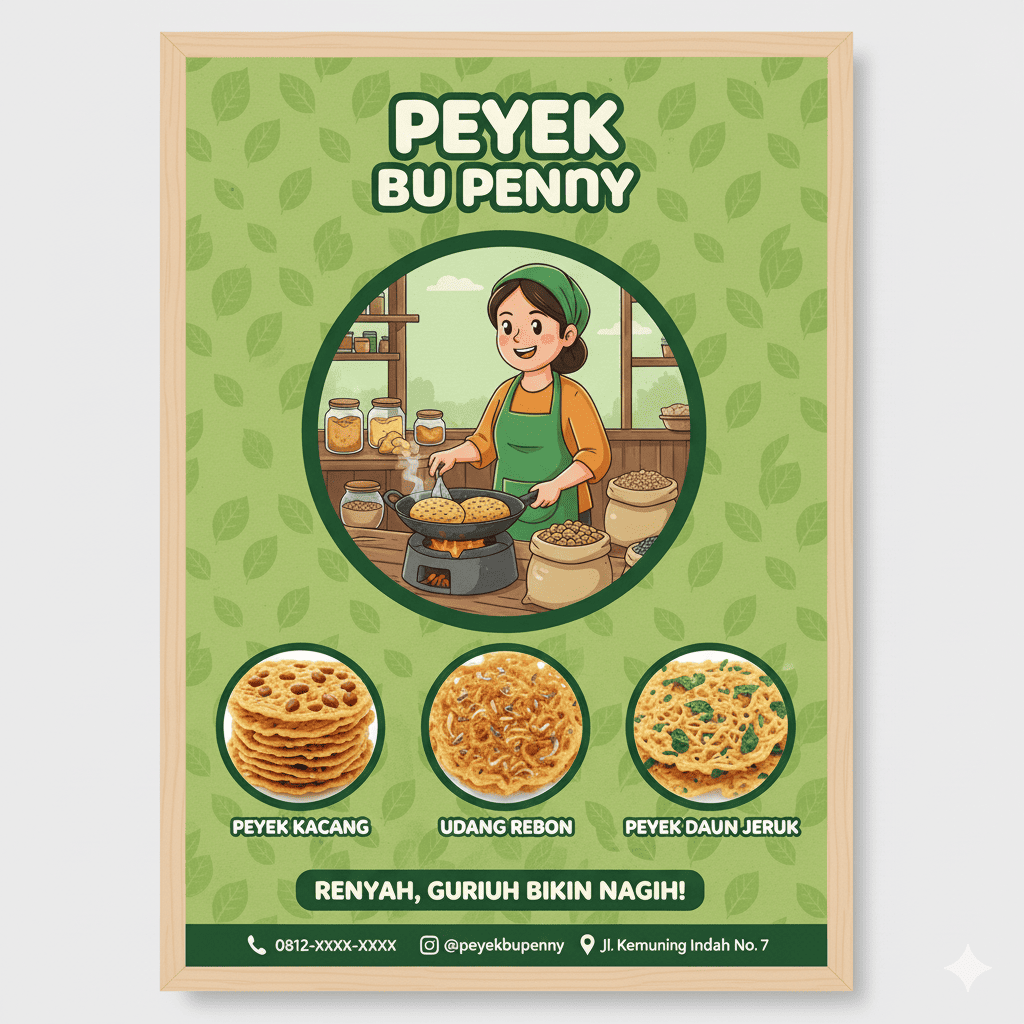 PEYEK
BU PENNY
PEYEK KACANG
UDANG REBON
PEYEK DAUN JERUK
RENYAH, GURIUH BIKIN NAGIH!
0812-XXXX-XXXX @peyekbupenny Jl. Kemuning Indah No. 7